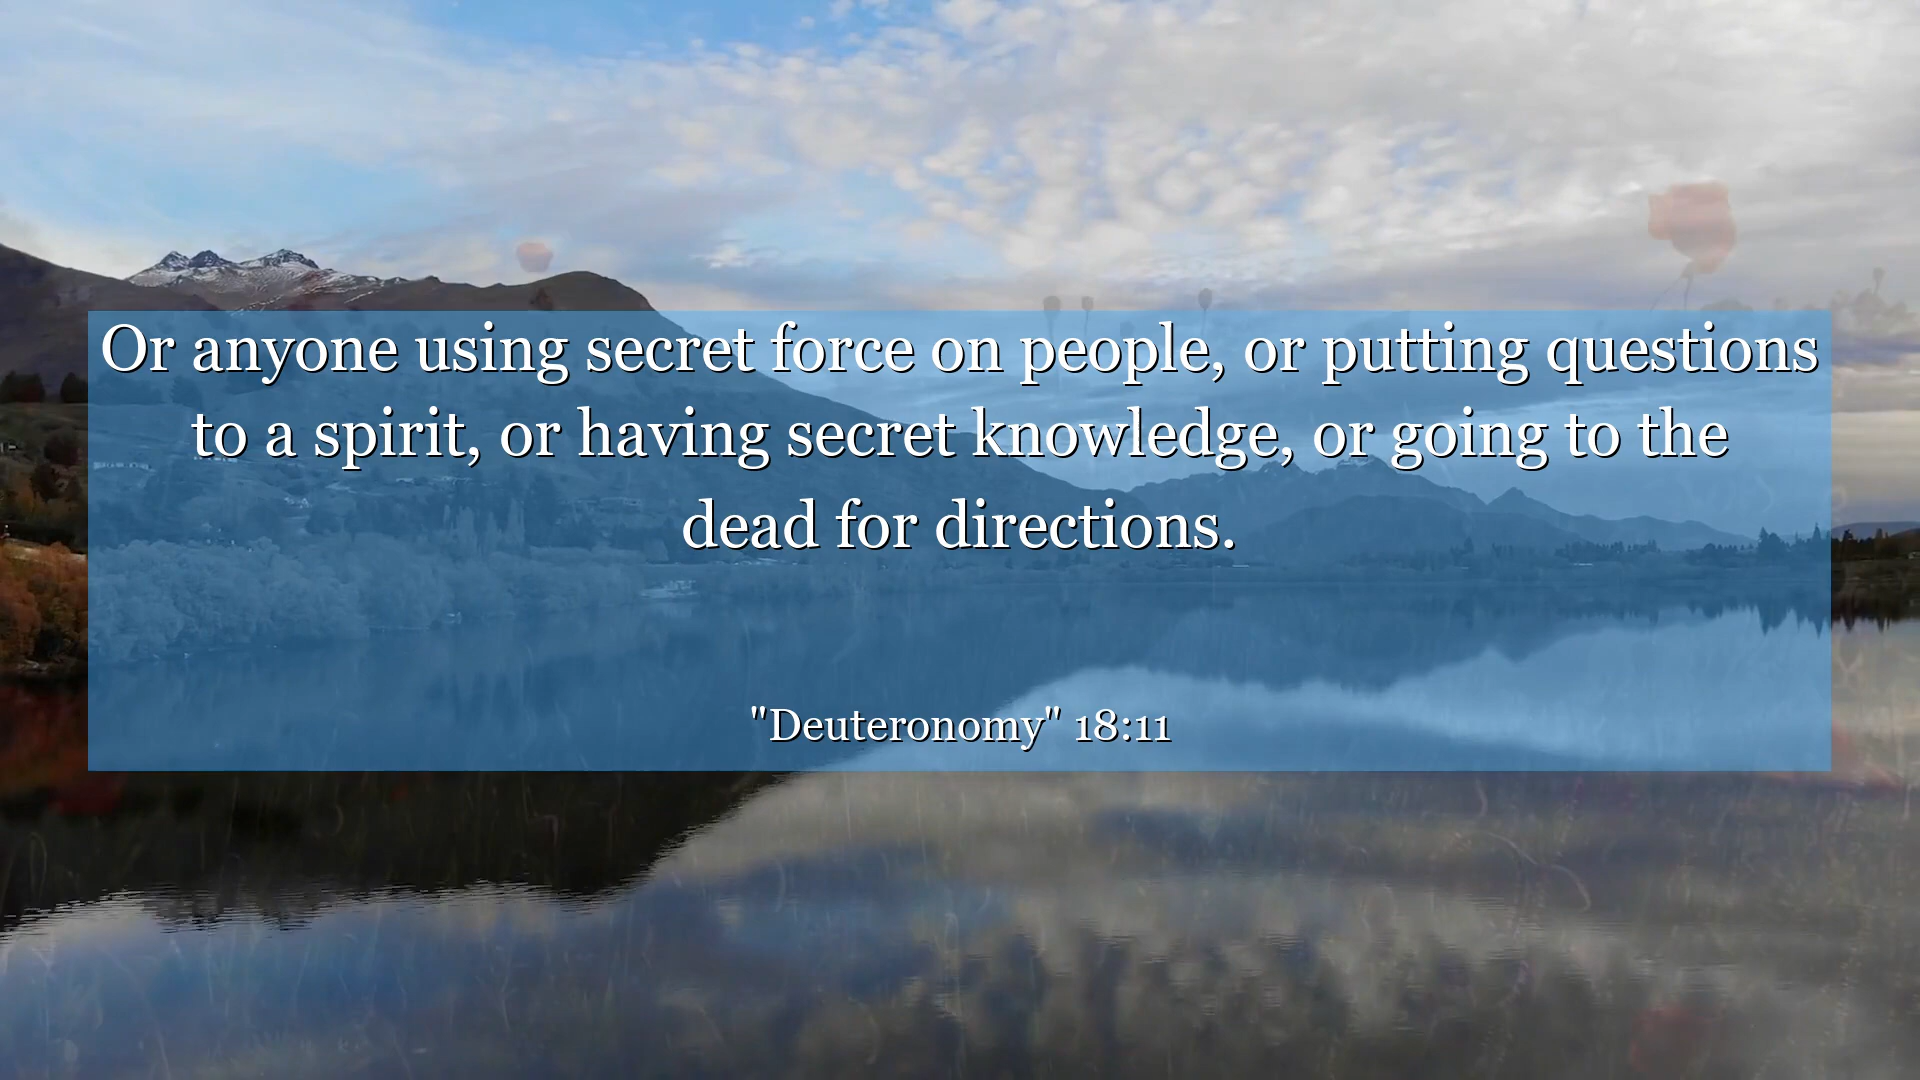 Or anyone using secret force on people, or putting questions
to a spirit, or having secret knowledge, or going to the
dead for directions.
"Deuteronomy" 18:11